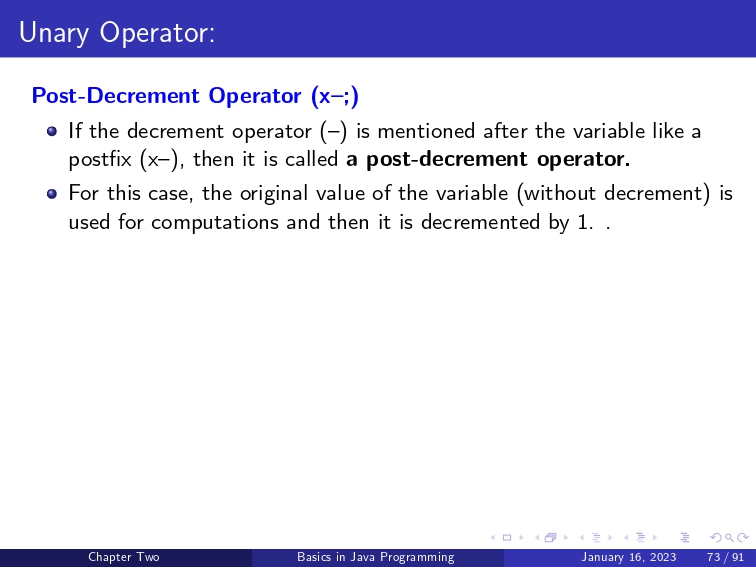 Unary Operator:
Post-Decrement Operator (x–;)
If the decrement operator (–) is mentioned after the variable like a
postfix (x–), then it is called a post-decrement operator.
For this case, the original value of the variable (without decrement) is
used for computations and then it is decremented by 1. .
Chapter Two Basics in Java Programming January 16, 2023 73 / 91